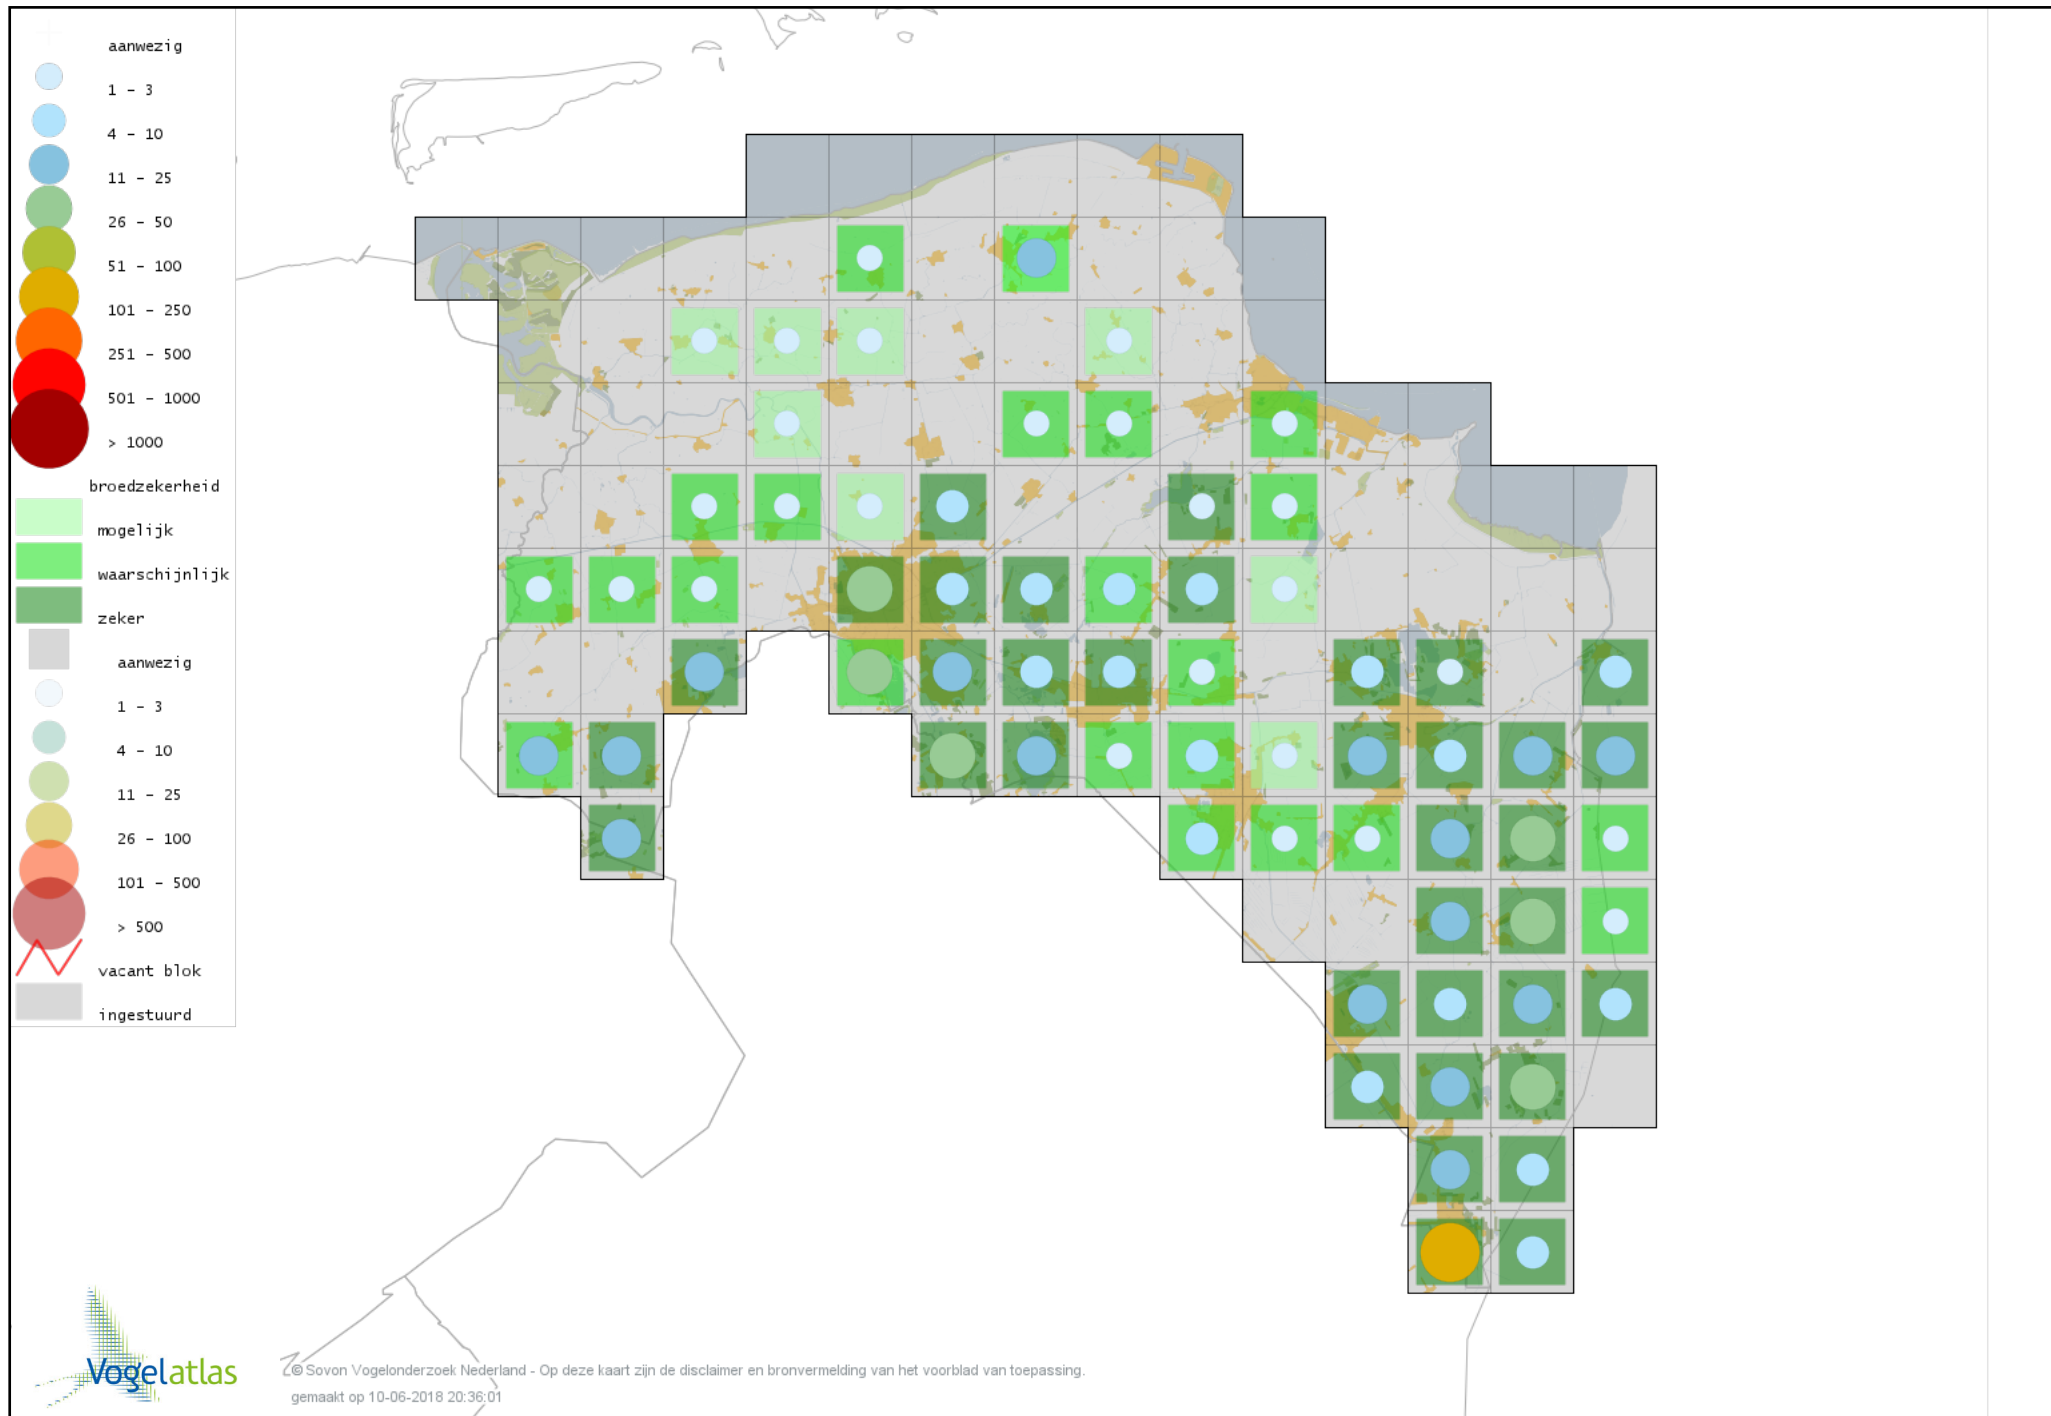 aanwezig
1 - 3
4 - 10
11 - 25
26 - 50
51 - 100
101 - 250
251 - 500
501 - 1000
> 1000
broedzekerheid
mogelijk
waarschijnlijk
zeker
aanwezig
1 - 3
4 - 10
11 - 25
26 - 100
101 - 500
> 500
vacant blok
ingestuurd
Vogelatlas
© Sovon Vogelonderzoek Nederland - Op deze kaart zijn de disclaimer en bronvermelding van het voorblad van toepassing.
gemaakt op 10-06-2018 20:36:01